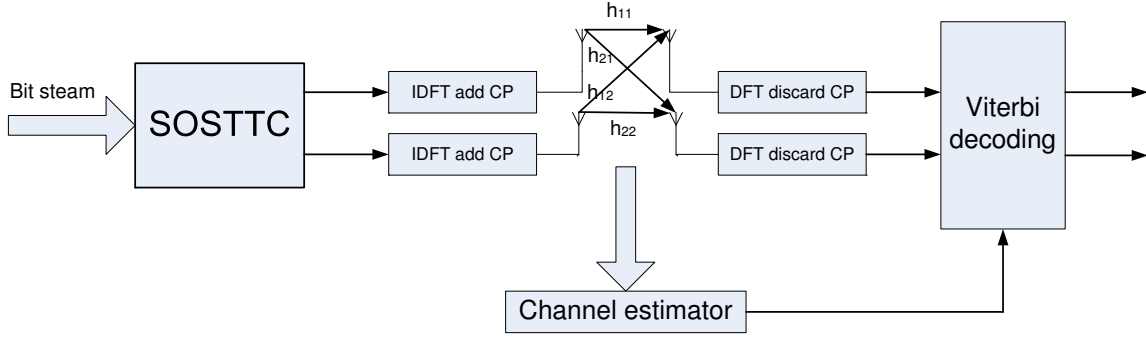 h11
Bit steam
SOSTTC
IDFT add CP
h21
h12
DFT discard CP
Viterbi
decoding
IDFT add CP
h22
DFT discard CP
Channel estimator